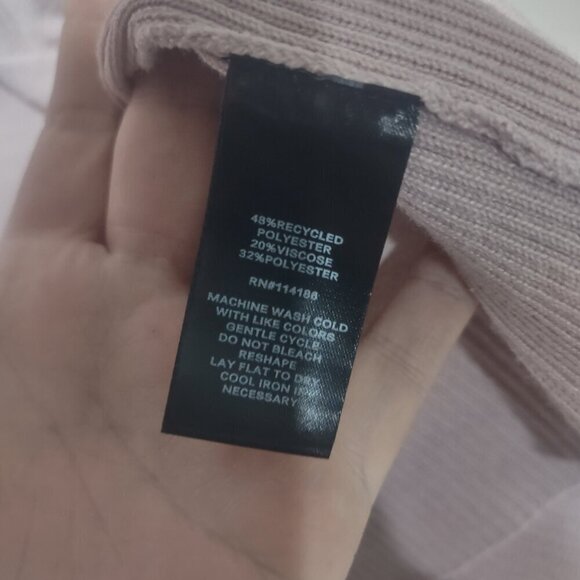 48%RECYCLED
POLYESTER
20%VISCOSE
32%POLYESTER
RN#114186
MACHINE WASH COLD
WITH LIKE COLORS
GENTLE CYCLE
DO NOT BLEACH
RESHAPE
LAY FLAT TO DRY
COOL IRON IF
NECESSARY